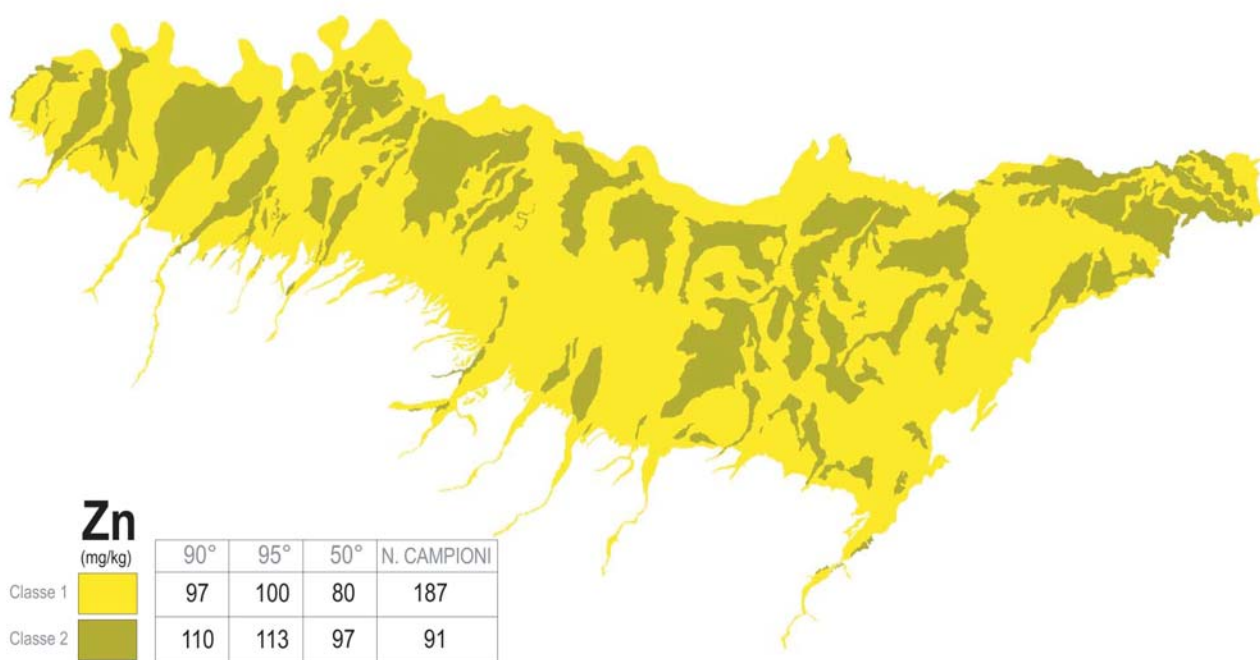 Zn
(mg/kg)
90° 95° 50° N. CAMPIONI
Classe 1 97 100 80 187
Classe 2 110 113 97 91